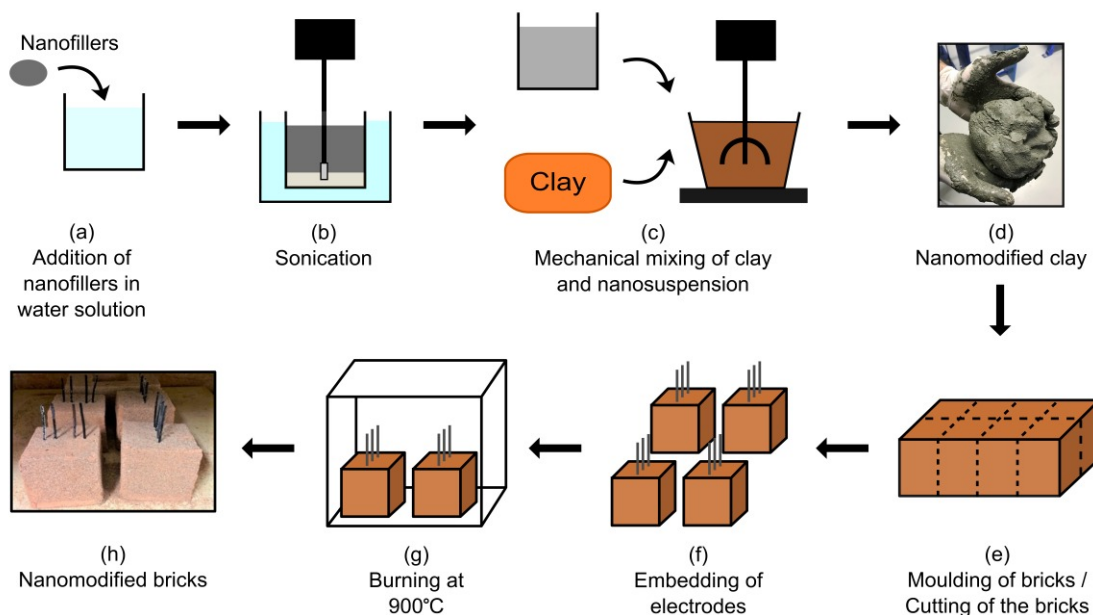 Nanofillers
(a)
Addition of
nanofillers in
water solution
(b)
Sonication
Clay
(c)
Mechanical mixing of clay
and nanosuspension
(d)
Nanomodified clay
(h)
Nanomodified bricks
(g)
Burning at
900°C
(f)
Embedding of
electrodes
(e)
Moulding of bricks /
Cutting of the bricks